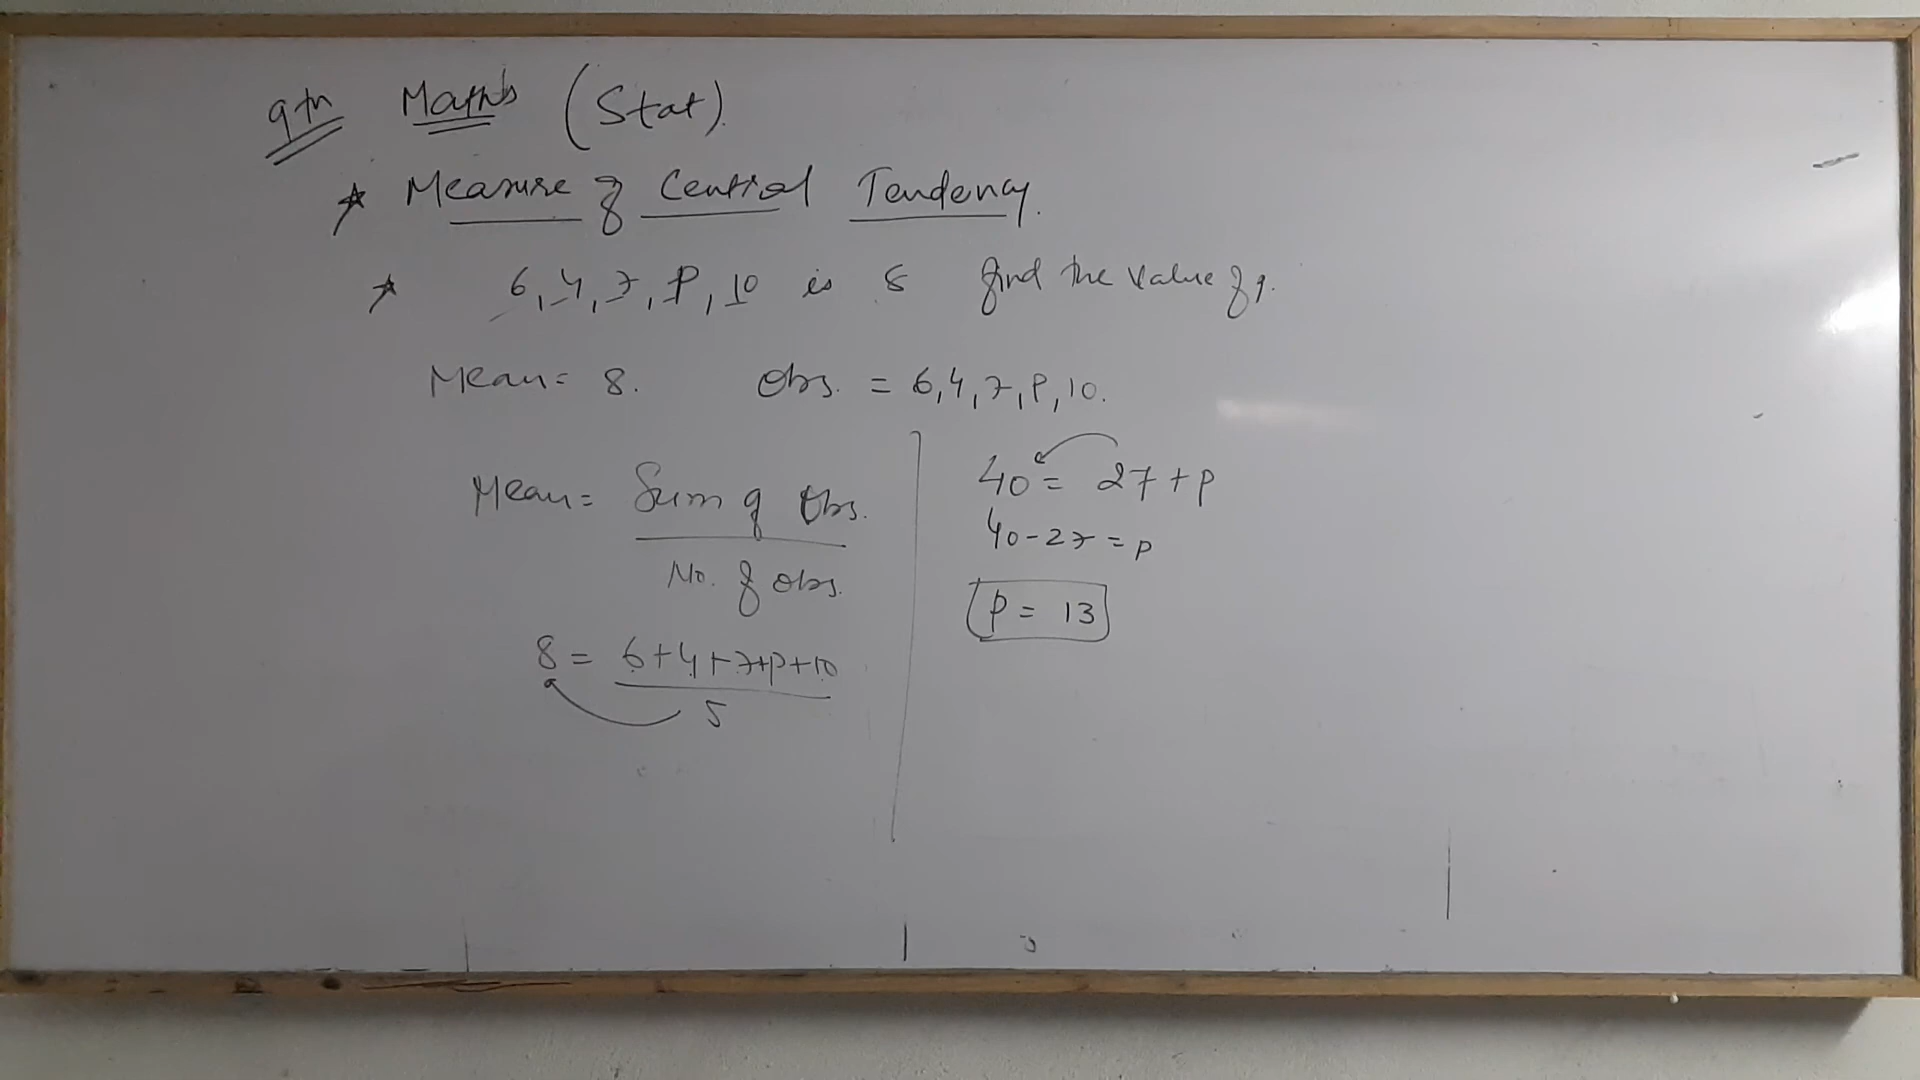 9th Maths (Stat).
* Measure of Central Tendency.
* 6, 4, 7, P, 10 is 8 find the value of p.
Mean = 8. Obs. = 6, 4, 7, P, 10.
Mean = Sum of Obs.
No. of obs.
8 = 6+4+7+P+10
5
40 = 27 + P
40 - 27 = P
P = 13